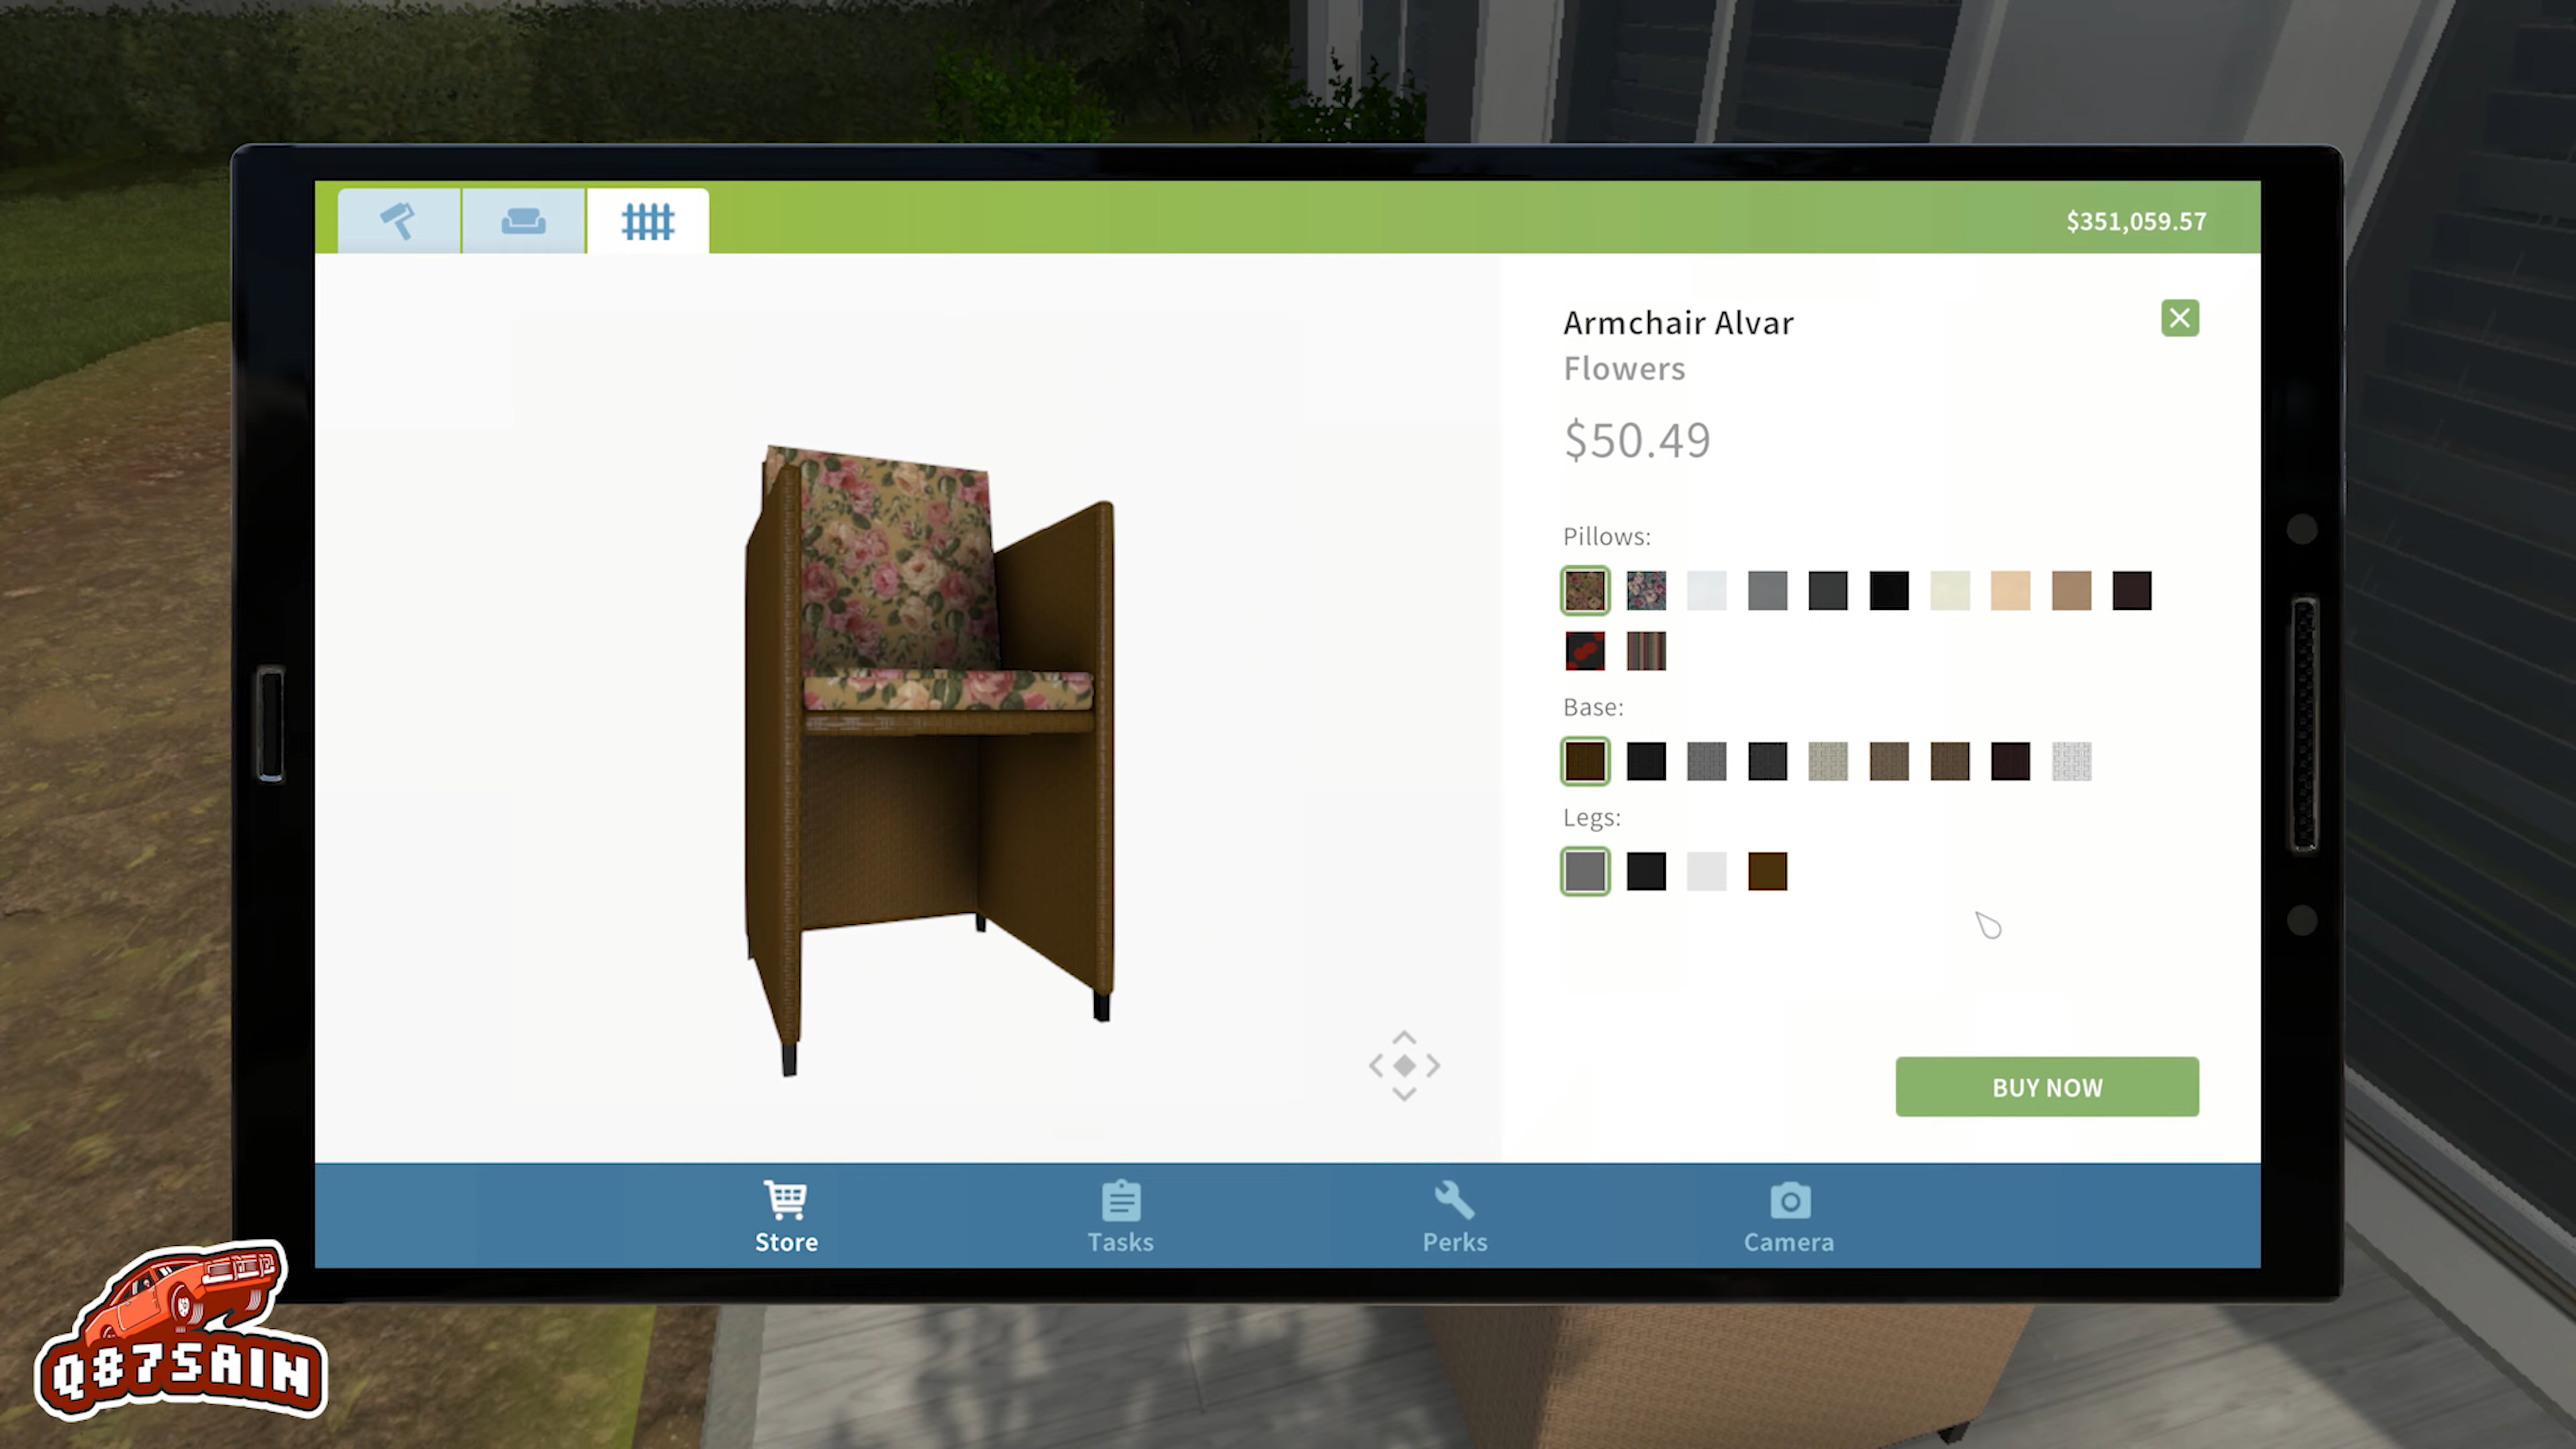 $351,059.57
Armchair Alvar
Flowers
$50.49
Pillows:
Base:
Legs:
BUY NOW
Store
Tasks
Perks
Camera
Q87SAIN